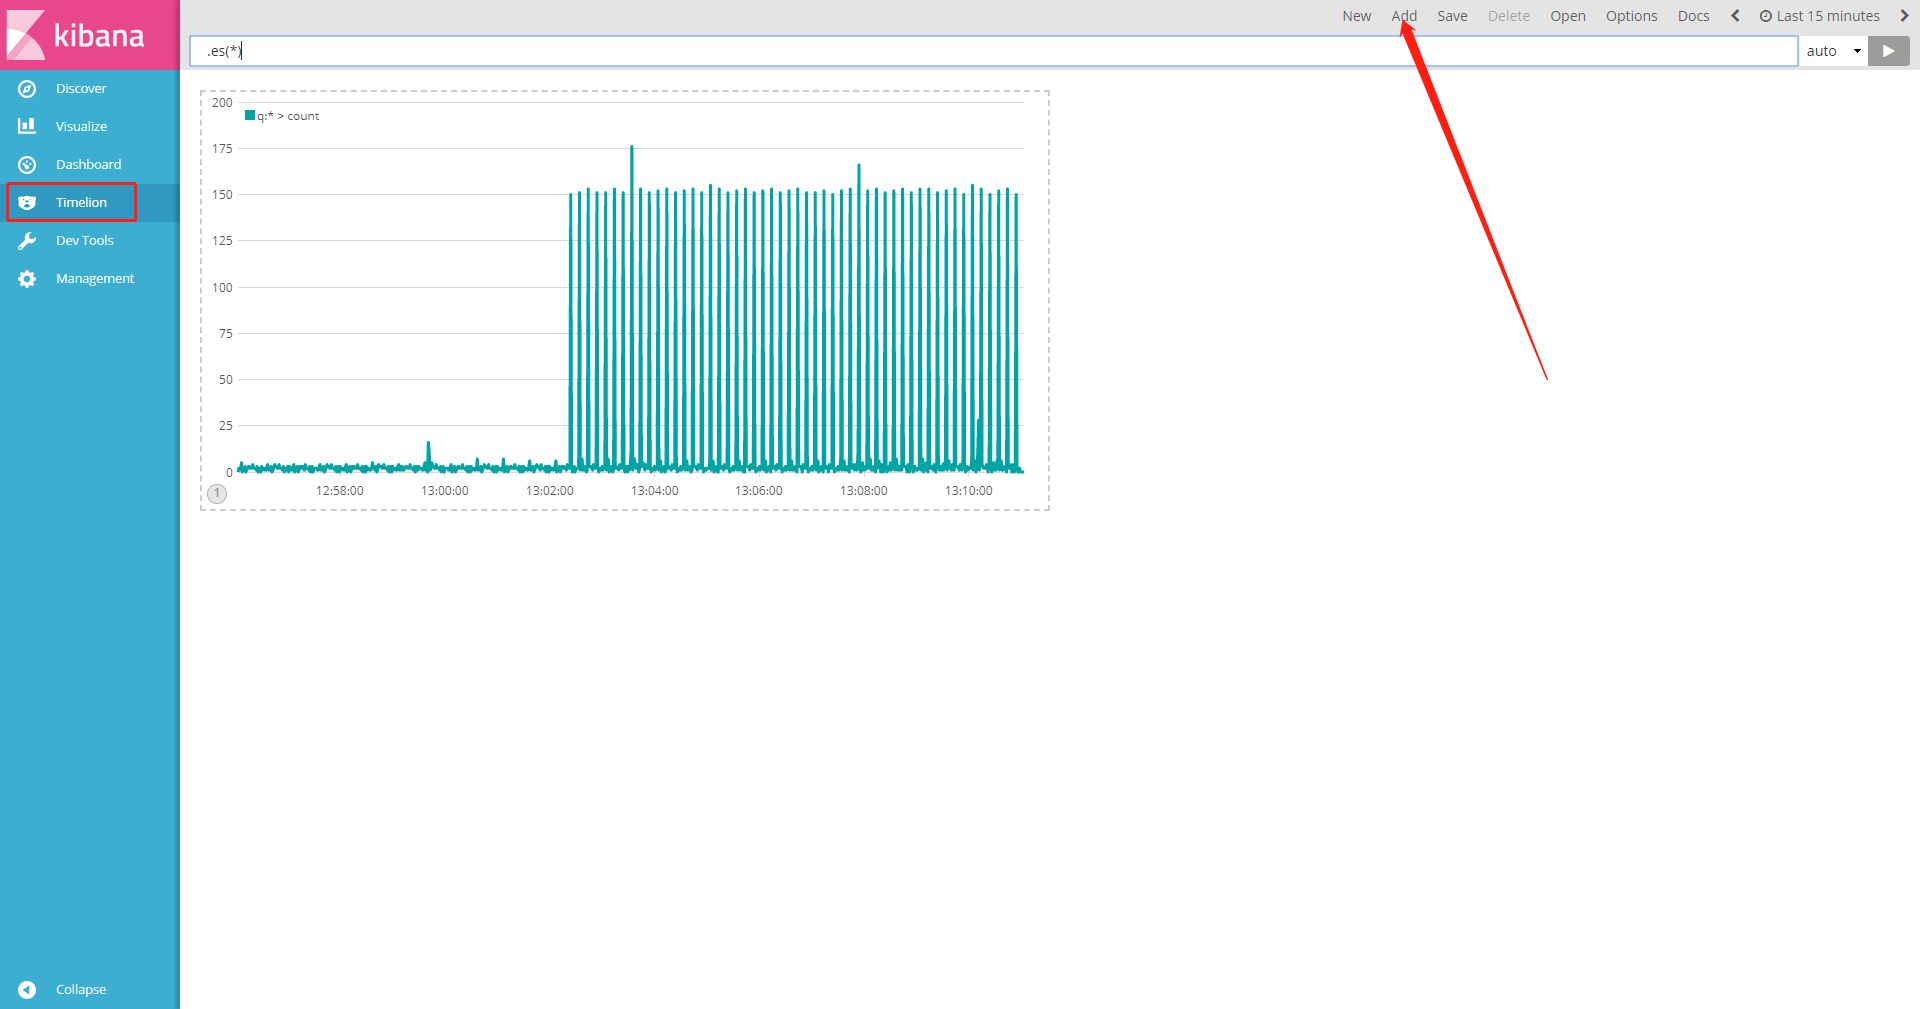 kibana
Discover
Visualize
Dashboard
Timelion
Dev Tools
Management
Collapse
New Add Save Delete Open Options Docs Last 15 minutes
.es(*)
auto
q:* > count
200
175
150
125
100
75
50
25
0
12:58:00 13:00:00 13:02:00 13:04:00 13:06:00 13:08:00 13:10:00
1